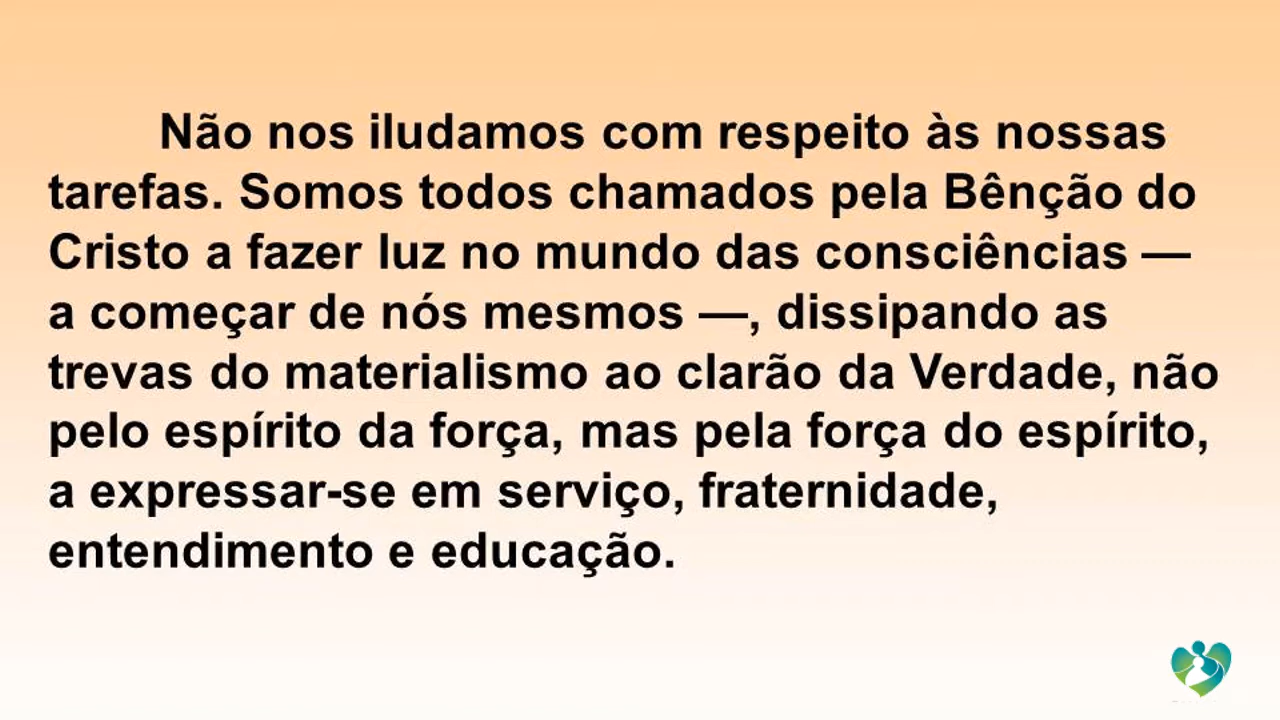 Não nos iludamos com respeito às nossas
tarefas. Somos todos chamados pela Bênção do
Cristo a fazer luz no mundo das consciências —
a começar de nós mesmos —, dissipando as
trevas do materialismo ao clarão da Verdade, não
pelo espírito da força, mas pela força do espírito,
a expressar-se em serviço, fraternidade,
entendimento e educação.